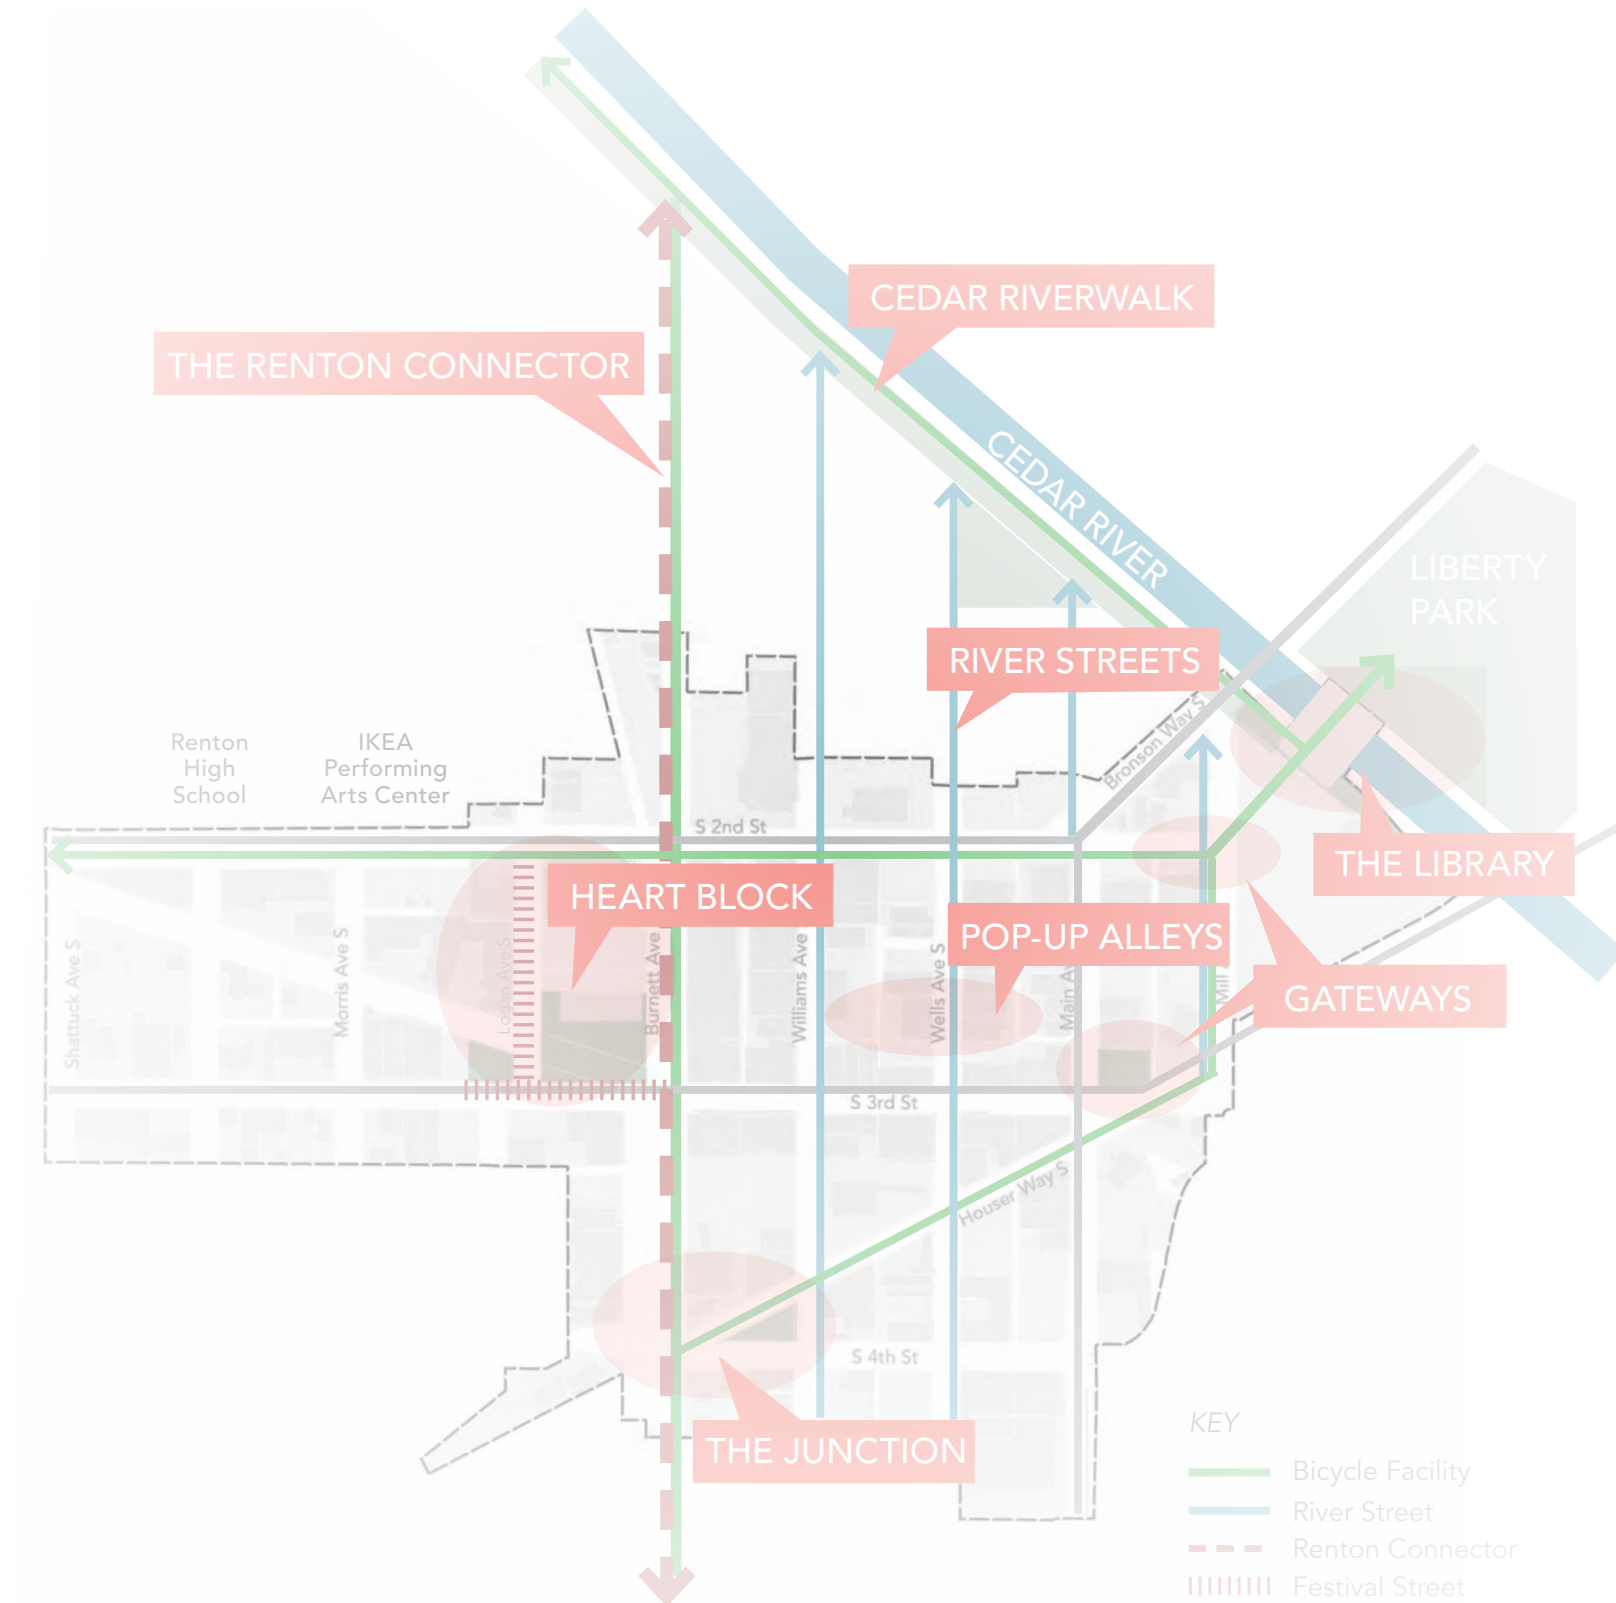 CEDAR RIVERWALK
THE RENTON CONNECTOR
CEDAR RIVER
LIBERTY
PARK
RIVER STREETS
Bronson Way S
Renton
High
School
IKEA
Performing
Arts Center
S 2nd St
THE LIBRARY
HEART BLOCK
POP-UP ALLEYS
GATEWAYS
Shattuck Ave S
Morris Ave S
Logan Ave S
Burnett Ave
Williams Ave
Wells Ave S
Main Av
Mill
S 3rd St
Houser Way S
S 4th St
THE JUNCTION
KEY
Bicycle Facility
River Street
Renton Connector
Festival Street